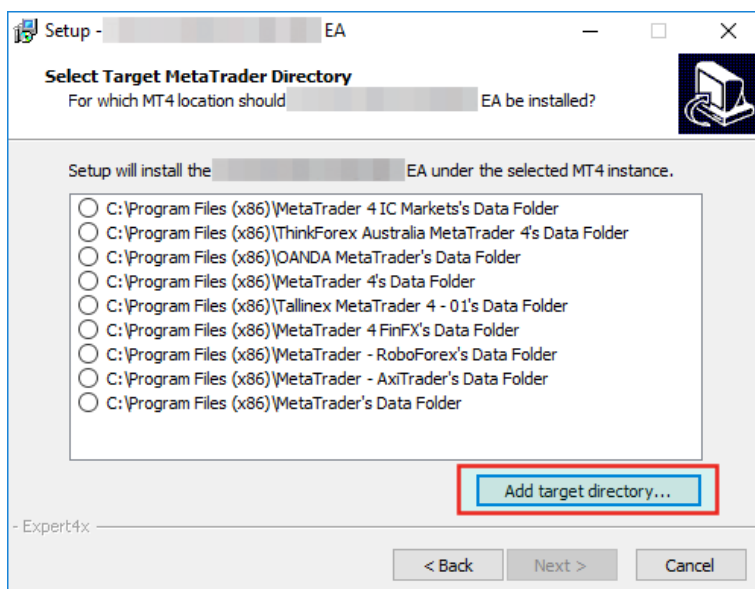 Setup - EA
Select Target MetaTrader Directory
For which MT4 location should EA be installed?
Setup will install the EA under the selected MT4 instance.
C:\Program Files (x86)\MetaTrader 4 IC Markets's Data Folder
C:\Program Files (x86)\ThinkForex Australia MetaTrader 4's Data Folder
C:\Program Files (x86)\OANDA MetaTrader's Data Folder
C:\Program Files (x86)\MetaTrader 4's Data Folder
C:\Program Files (x86)\Tallinex MetaTrader 4 - 01's Data Folder
C:\Program Files (x86)\MetaTrader 4 FinFX's Data Folder
C:\Program Files (x86)\MetaTrader - RoboForex's Data Folder
C:\Program Files (x86)\MetaTrader - AxiTrader's Data Folder
C:\Program Files (x86)\MetaTrader's Data Folder
Add target directory...
- Expert4x
< Back Next > Cancel